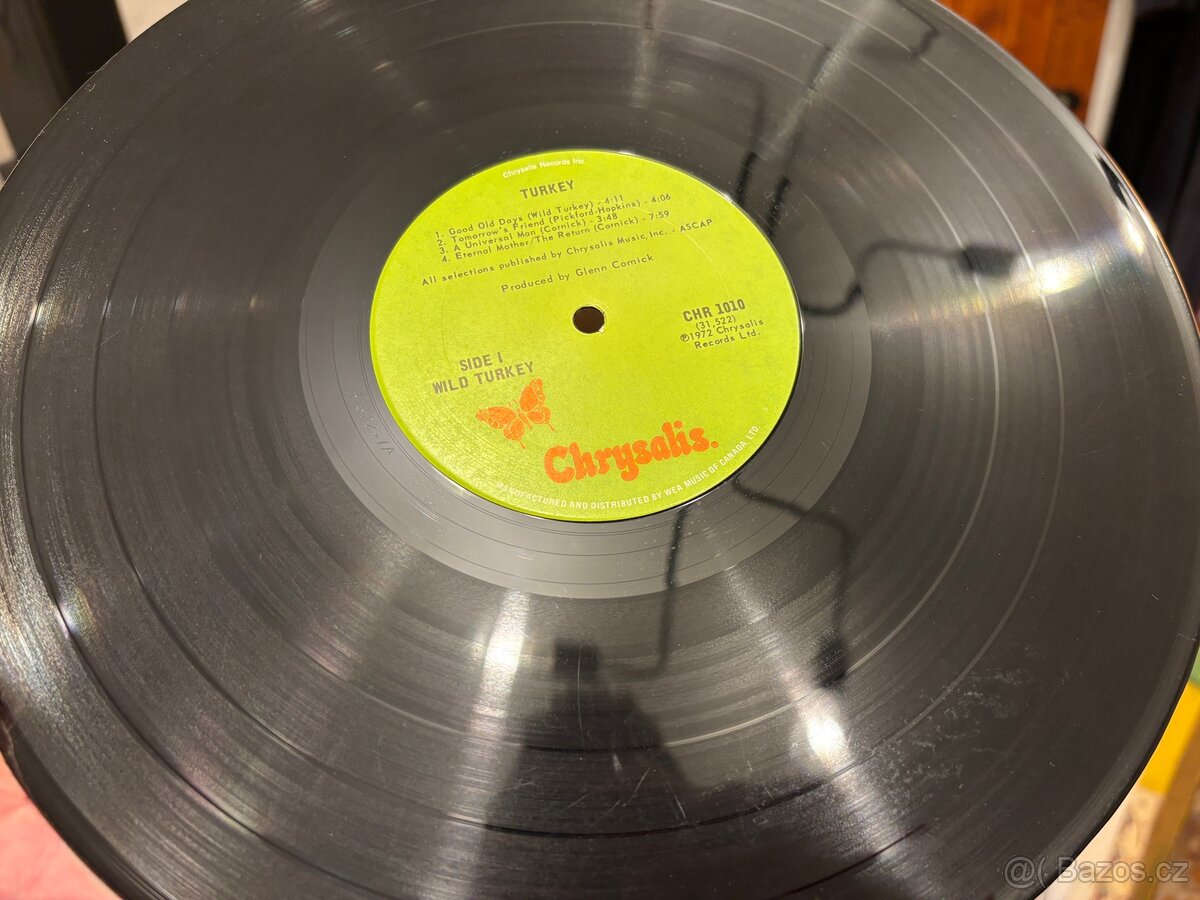 Chrysalis Records Inc.
TURKEY
1. Good Old Days (Wild Turkey) - 4:11
2. Tomorrow's Friend (Pickford-Hopkins) - 4:06
3. A Universal Man (Cornick) - 3:48
4. Eternal Mother/The Return (Cornick) - 7:59
All selections published by Chrysalis Music, Inc. - ASCAP
Produced by Glenn Cornick
CHR 1010
(31,522)
℗1972 Chrysalis
Records Ltd.
SIDE 1
WILD TURKEY
Chrysalis.
MANUFACTURED AND DISTRIBUTED BY WEA MUSIC OF CANADA, LTD
@( Bazos.cz